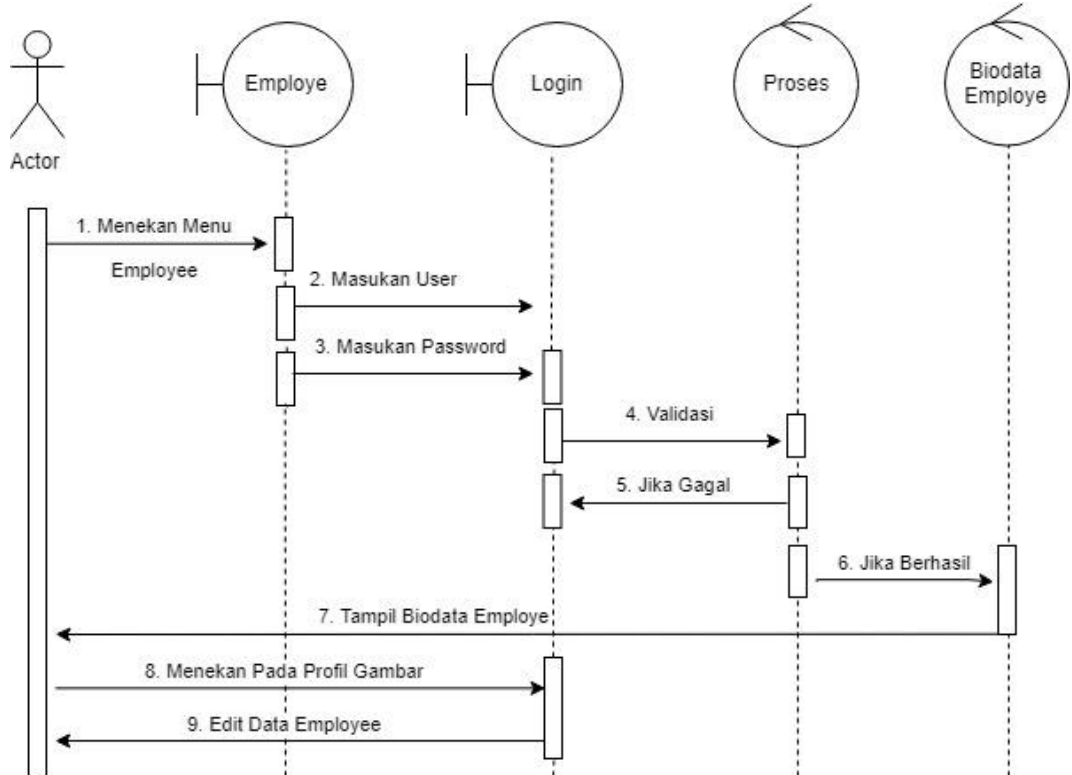 Employe
Login
Proses
Biodata
Employe
Actor
1. Menekan Menu
Employee
2. Masukan User
3. Masukan Password
4. Validasi
5. Jika Gagal
6. Jika Berhasil
7. Tampil Biodata Employe
8. Menekan Pada Profil Gambar
9. Edit Data Employee